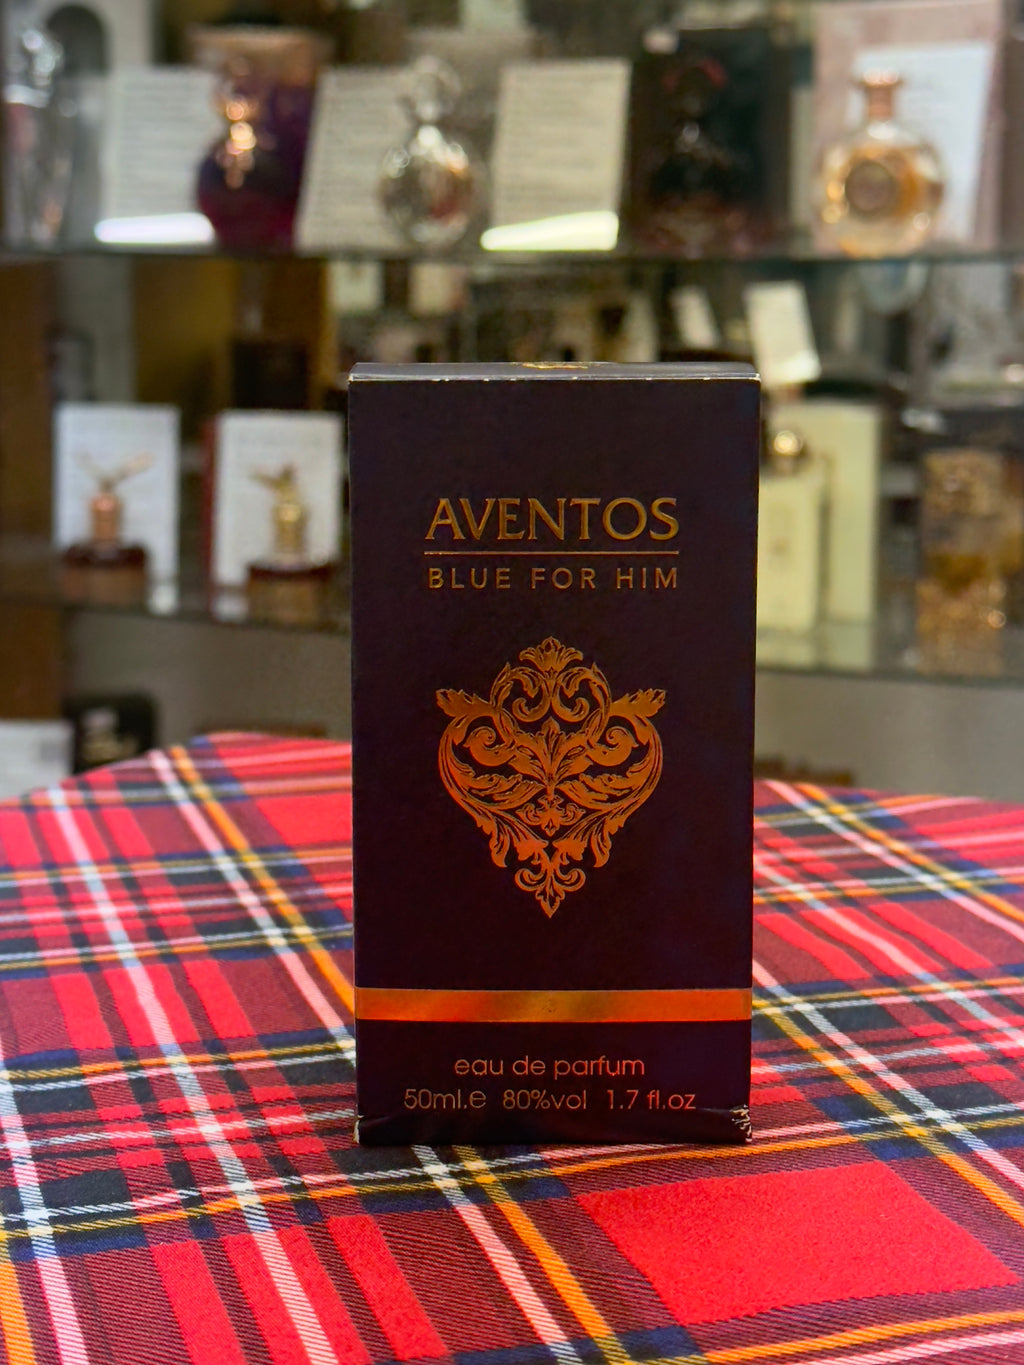 AVENTOS
BLUE FOR HIM
eau de parfum
50ml.e 80%vol 1.7 fl.oz